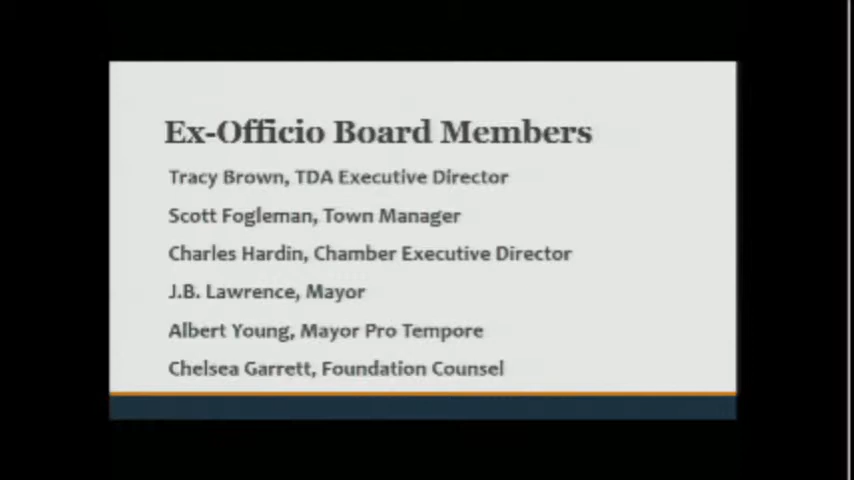 Ex-Officio Board Members
Tracy Brown, TDA Executive Director
Scott Fogleman, Town Manager
Charles Hardin, Chamber Executive Director
J.B. Lawrence, Mayor
Albert Young, Mayor Pro Tempore
Chelsea Garrett, Foundation Counsel